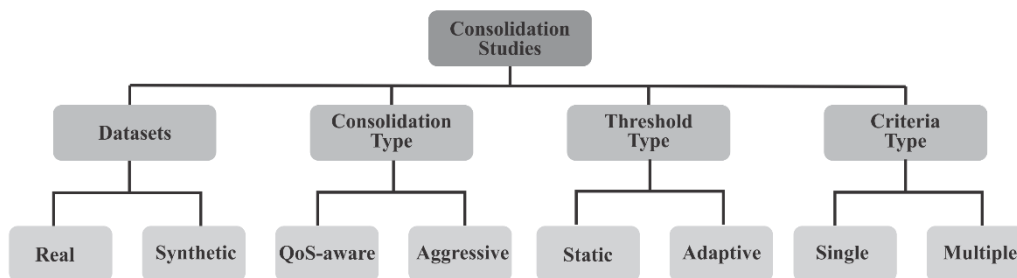 Consolidation
Studies
Datasets
Consolidation
Type
Threshold
Type
Criteria
Type
Real
Synthetic
QoS-aware
Aggressive
Static
Adaptive
Single
Multiple